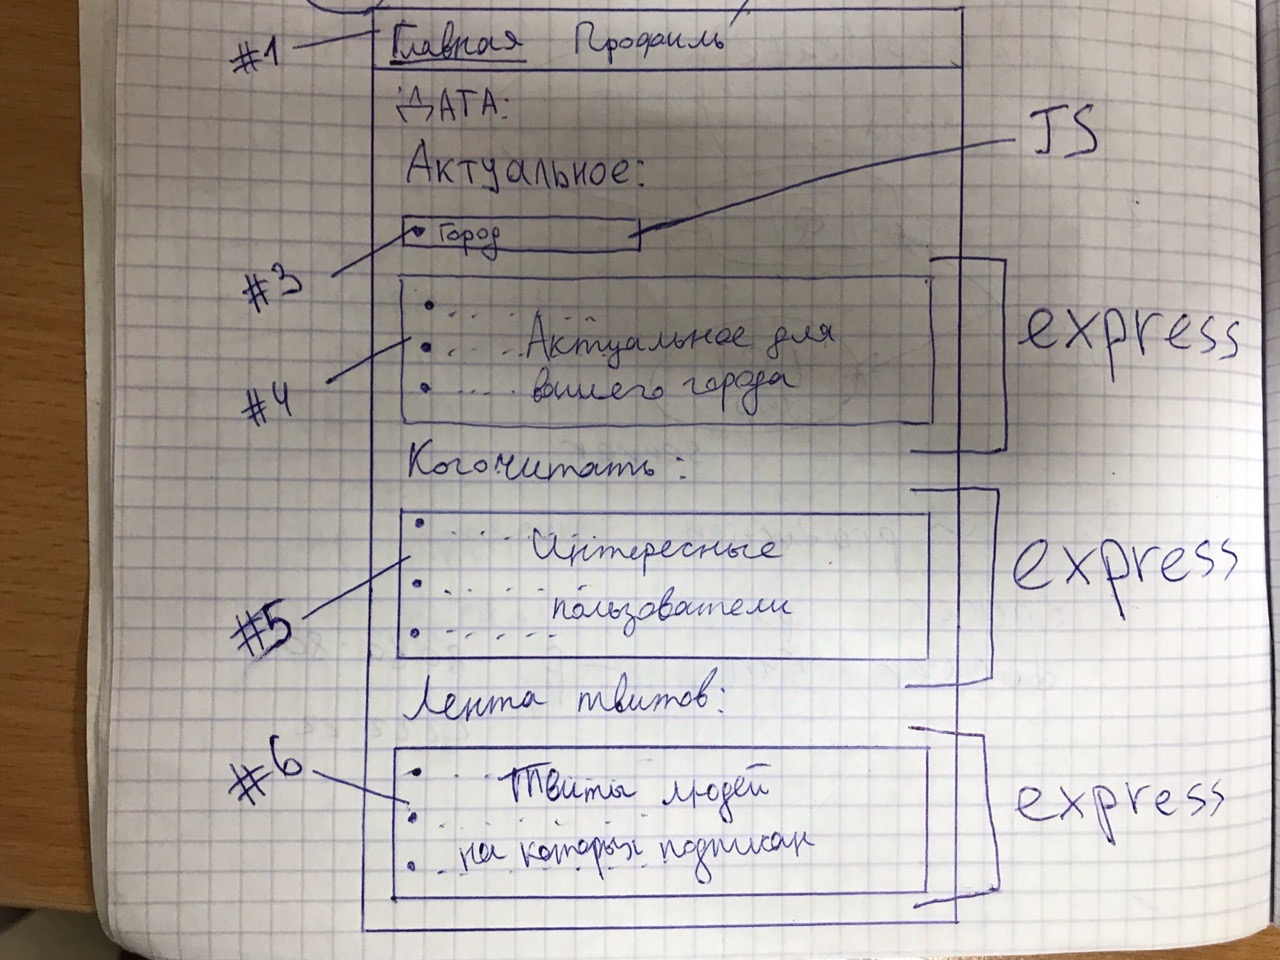 #1
Главная Профиль
ДАТА:
Актуальное:
JS
Город
#3
Актуальное для
вашего города
express
#4
Кого читать:
Интересные
пользователи
express
#5
Лента твитов:
#6
Твиты людей
на которых подписан
express